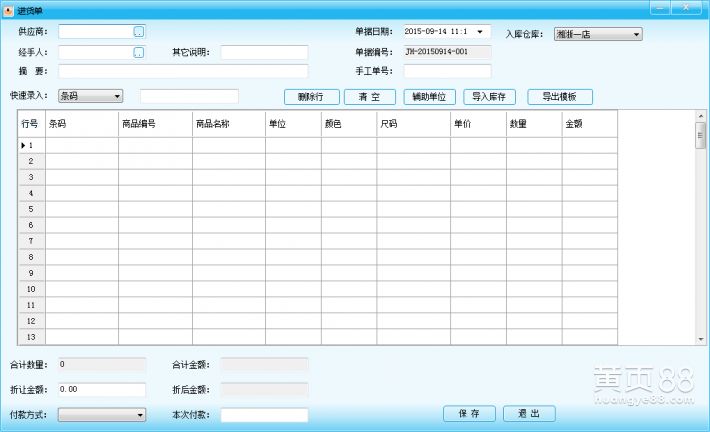 进货单
供应商: 单据日期: 2015-09-14 11:1 入库仓库: 湘浙一店
经手人: 其它说明: 单据编号: JH-20150914-001
摘 要: 手工单号:
快速录入: 条码 删除行 清 空 辅助单位 导入库存 导出模板
行号 条码 商品编号 商品名称 单位 颜色 尺码 单价 数量 金额
1
2
3
4
5
6
7
8
9
10
11
12
13
合计数量: 0 合计金额:
折让金额: 0.00 折后金额:
付款方式: 本次付款: 保 存 退 出
黄页88
huangye88.com